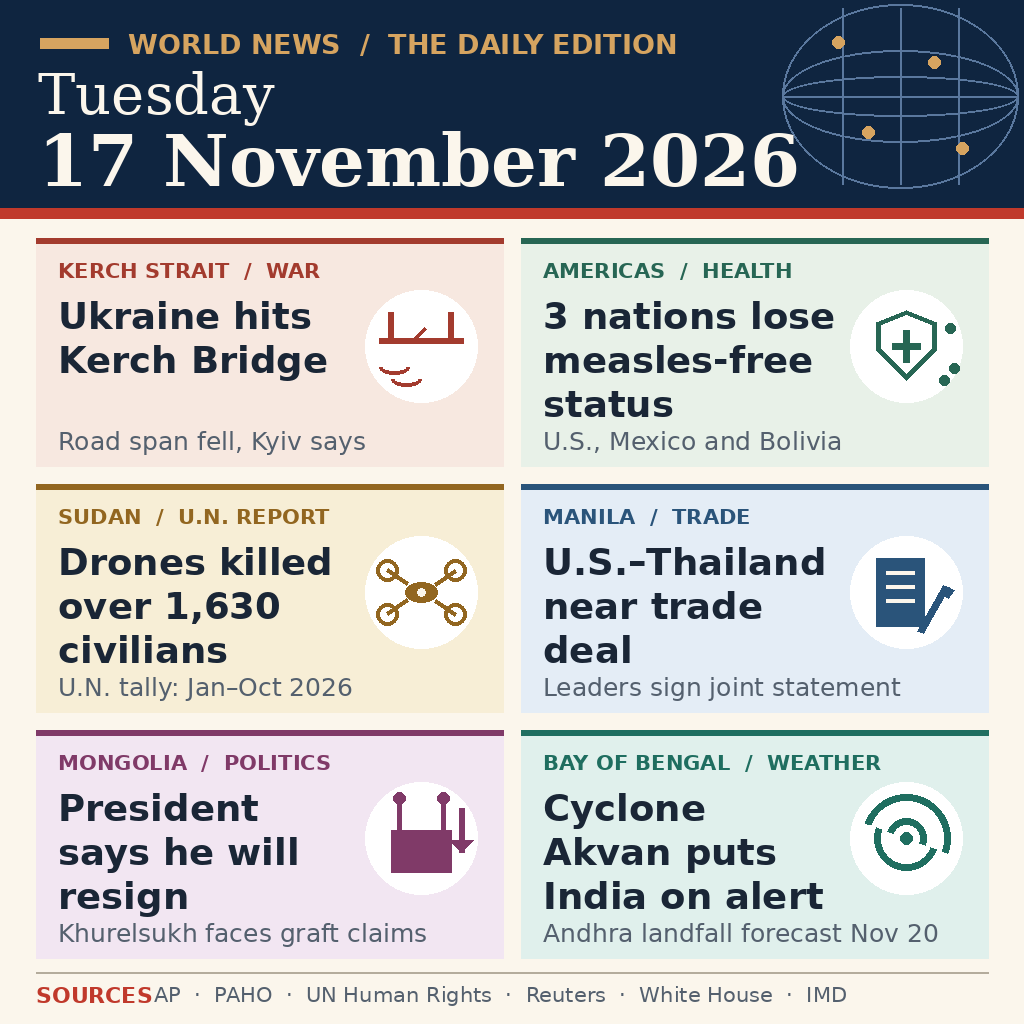 WORLD NEWS / THE DAILY EDITION
Tuesday
17 November 2026
KERCH STRAIT / WAR
Ukraine hits
Kerch Bridge
Road span fell, Kyiv says
AMERICAS / HEALTH
3 nations lose
measles-free
status
U.S., Mexico and Bolivia
SUDAN / U.N. REPORT
Drones killed
over 1,630
civilians
U.N. tally: Jan–Oct 2026
MANILA / TRADE
U.S.–Thailand
near trade
deal
Leaders sign joint statement
MONGOLIA / POLITICS
President
says he will
resign
Khurelsukh faces graft claims
BAY OF BENGAL / WEATHER
Cyclone
Akvan puts
India on alert
Andhra landfall forecast Nov 20
SOURCES AP · PAHO · UN Human Rights · Reuters · White House · IMD